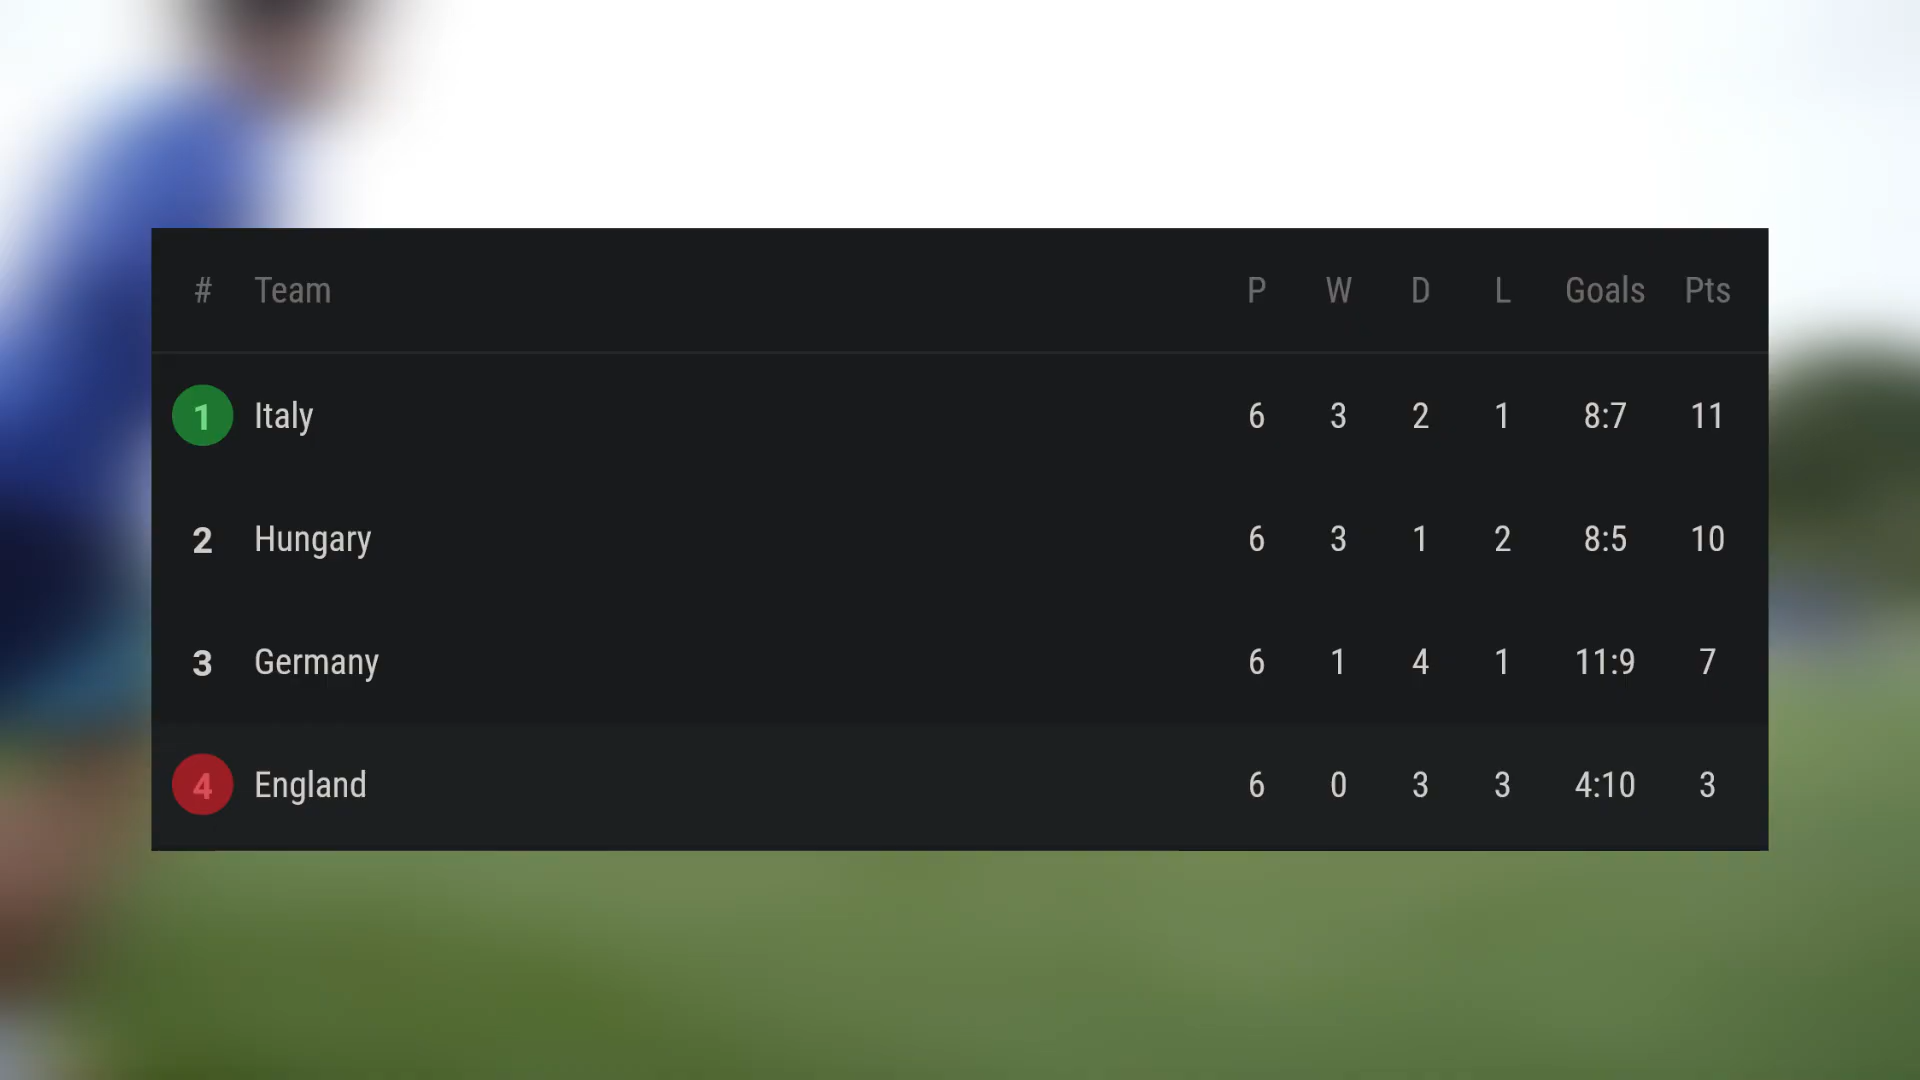 # Team P W D L Goals Pts
1 Italy 6 3 2 1 8:7 11
2 Hungary 6 3 1 2 8:5 10
3 Germany 6 1 4 1 11:9 7
4 England 6 0 3 3 4:10 3